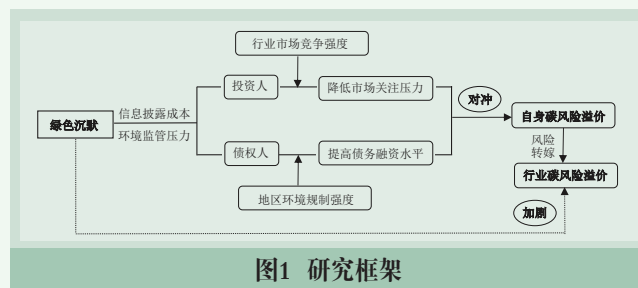 行业市场竞争强度
投资人
降低市场关注压力
对冲
绿色沉默
信息披露成本
环境监管压力
自身碳风险溢价
风险
转嫁
债权人
提高债务融资水平
行业碳风险溢价
地区环境规制强度
加剧
图1 研究框架